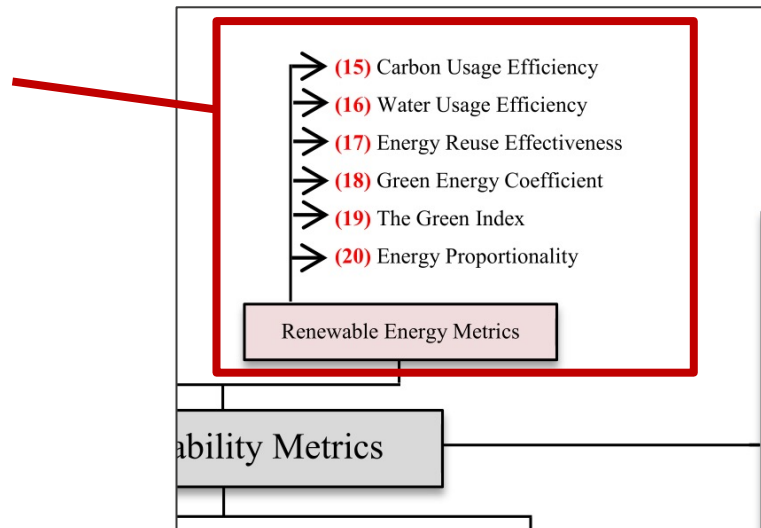 (15) Carbon Usage Efficiency
(16) Water Usage Efficiency
(17) Energy Reuse Effectiveness
(18) Green Energy Coefficient
(19) The Green Index
(20) Energy Proportionality
Renewable Energy Metrics
ability Metrics